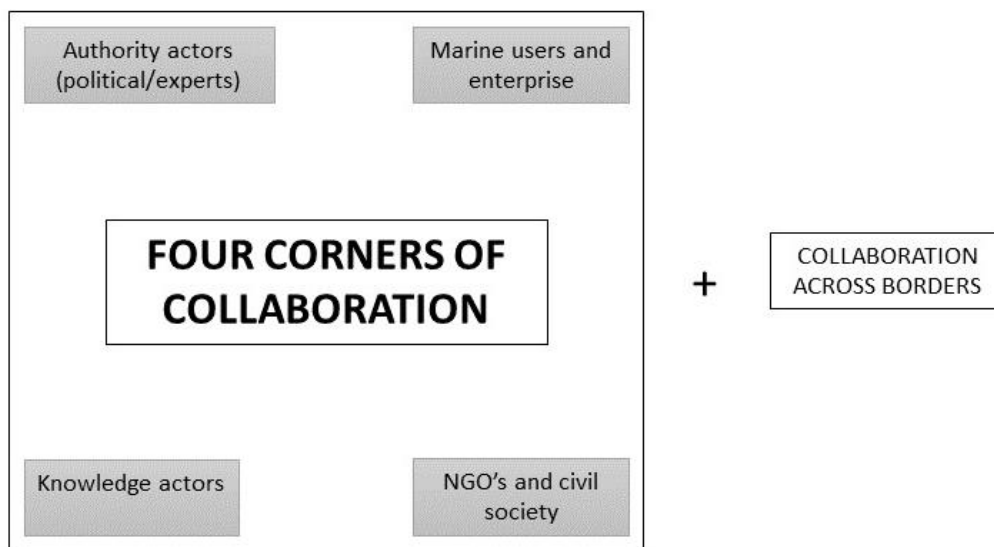 Authority actors
(political/experts)
Marine users and
enterprise
FOUR CORNERS OF
COLLABORATION
+
COLLABORATION
ACROSS BORDERS
Knowledge actors
NGO's and civil
society